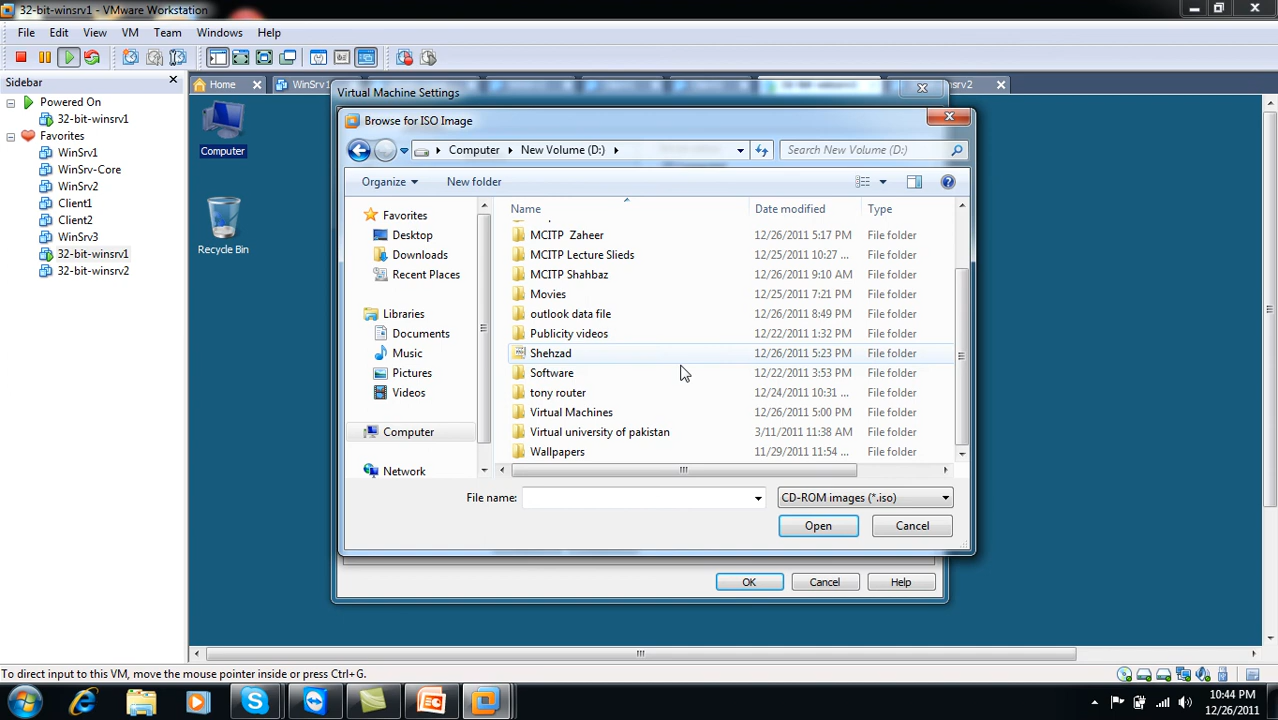 32-bit-winsrv1 - VMware Workstation
File Edit View VM Team Windows Help
Sidebar
Powered On
32-bit-winsrv1
Favorites
WinSrv1
WinSrv-Core
WinSrv2
Client1
Client2
WinSrv3
32-bit-winsrv1
32-bit-winsrv2
Home WinSrv1
Computer
Recycle Bin
Virtual Machine Settings
Browse for ISO Image
Computer New Volume (D:) Search New Volume (D:)
Organize New folder
Favorites
Desktop
Downloads
Recent Places
Libraries
Documents
Music
Pictures
Videos
Computer
Network
Name Date modified Type
MCITP Zaheer 12/26/2011 5:17 PM File folder
MCITP Lecture Slieds 12/25/2011 10:27 ... File folder
MCITP Shahbaz 12/26/2011 9:10 AM File folder
Movies 12/25/2011 7:21 PM File folder
outlook data file 12/26/2011 8:49 PM File folder
Publicity videos 12/22/2011 1:32 PM File folder
Shehzad 12/26/2011 5:23 PM File folder
Software 12/22/2011 3:53 PM File folder
tony router 12/24/2011 10:31 ... File folder
Virtual Machines 12/26/2011 5:00 PM File folder
Virtual university of pakistan 3/11/2011 11:38 AM File folder
Wallpapers 11/29/2011 11:54 ... File folder
File name: CD-ROM images (*.iso)
Open Cancel
OK Cancel Help
To direct input to this VM, move the mouse pointer inside or press Ctrl+G.
10:44 PM
12/26/2011